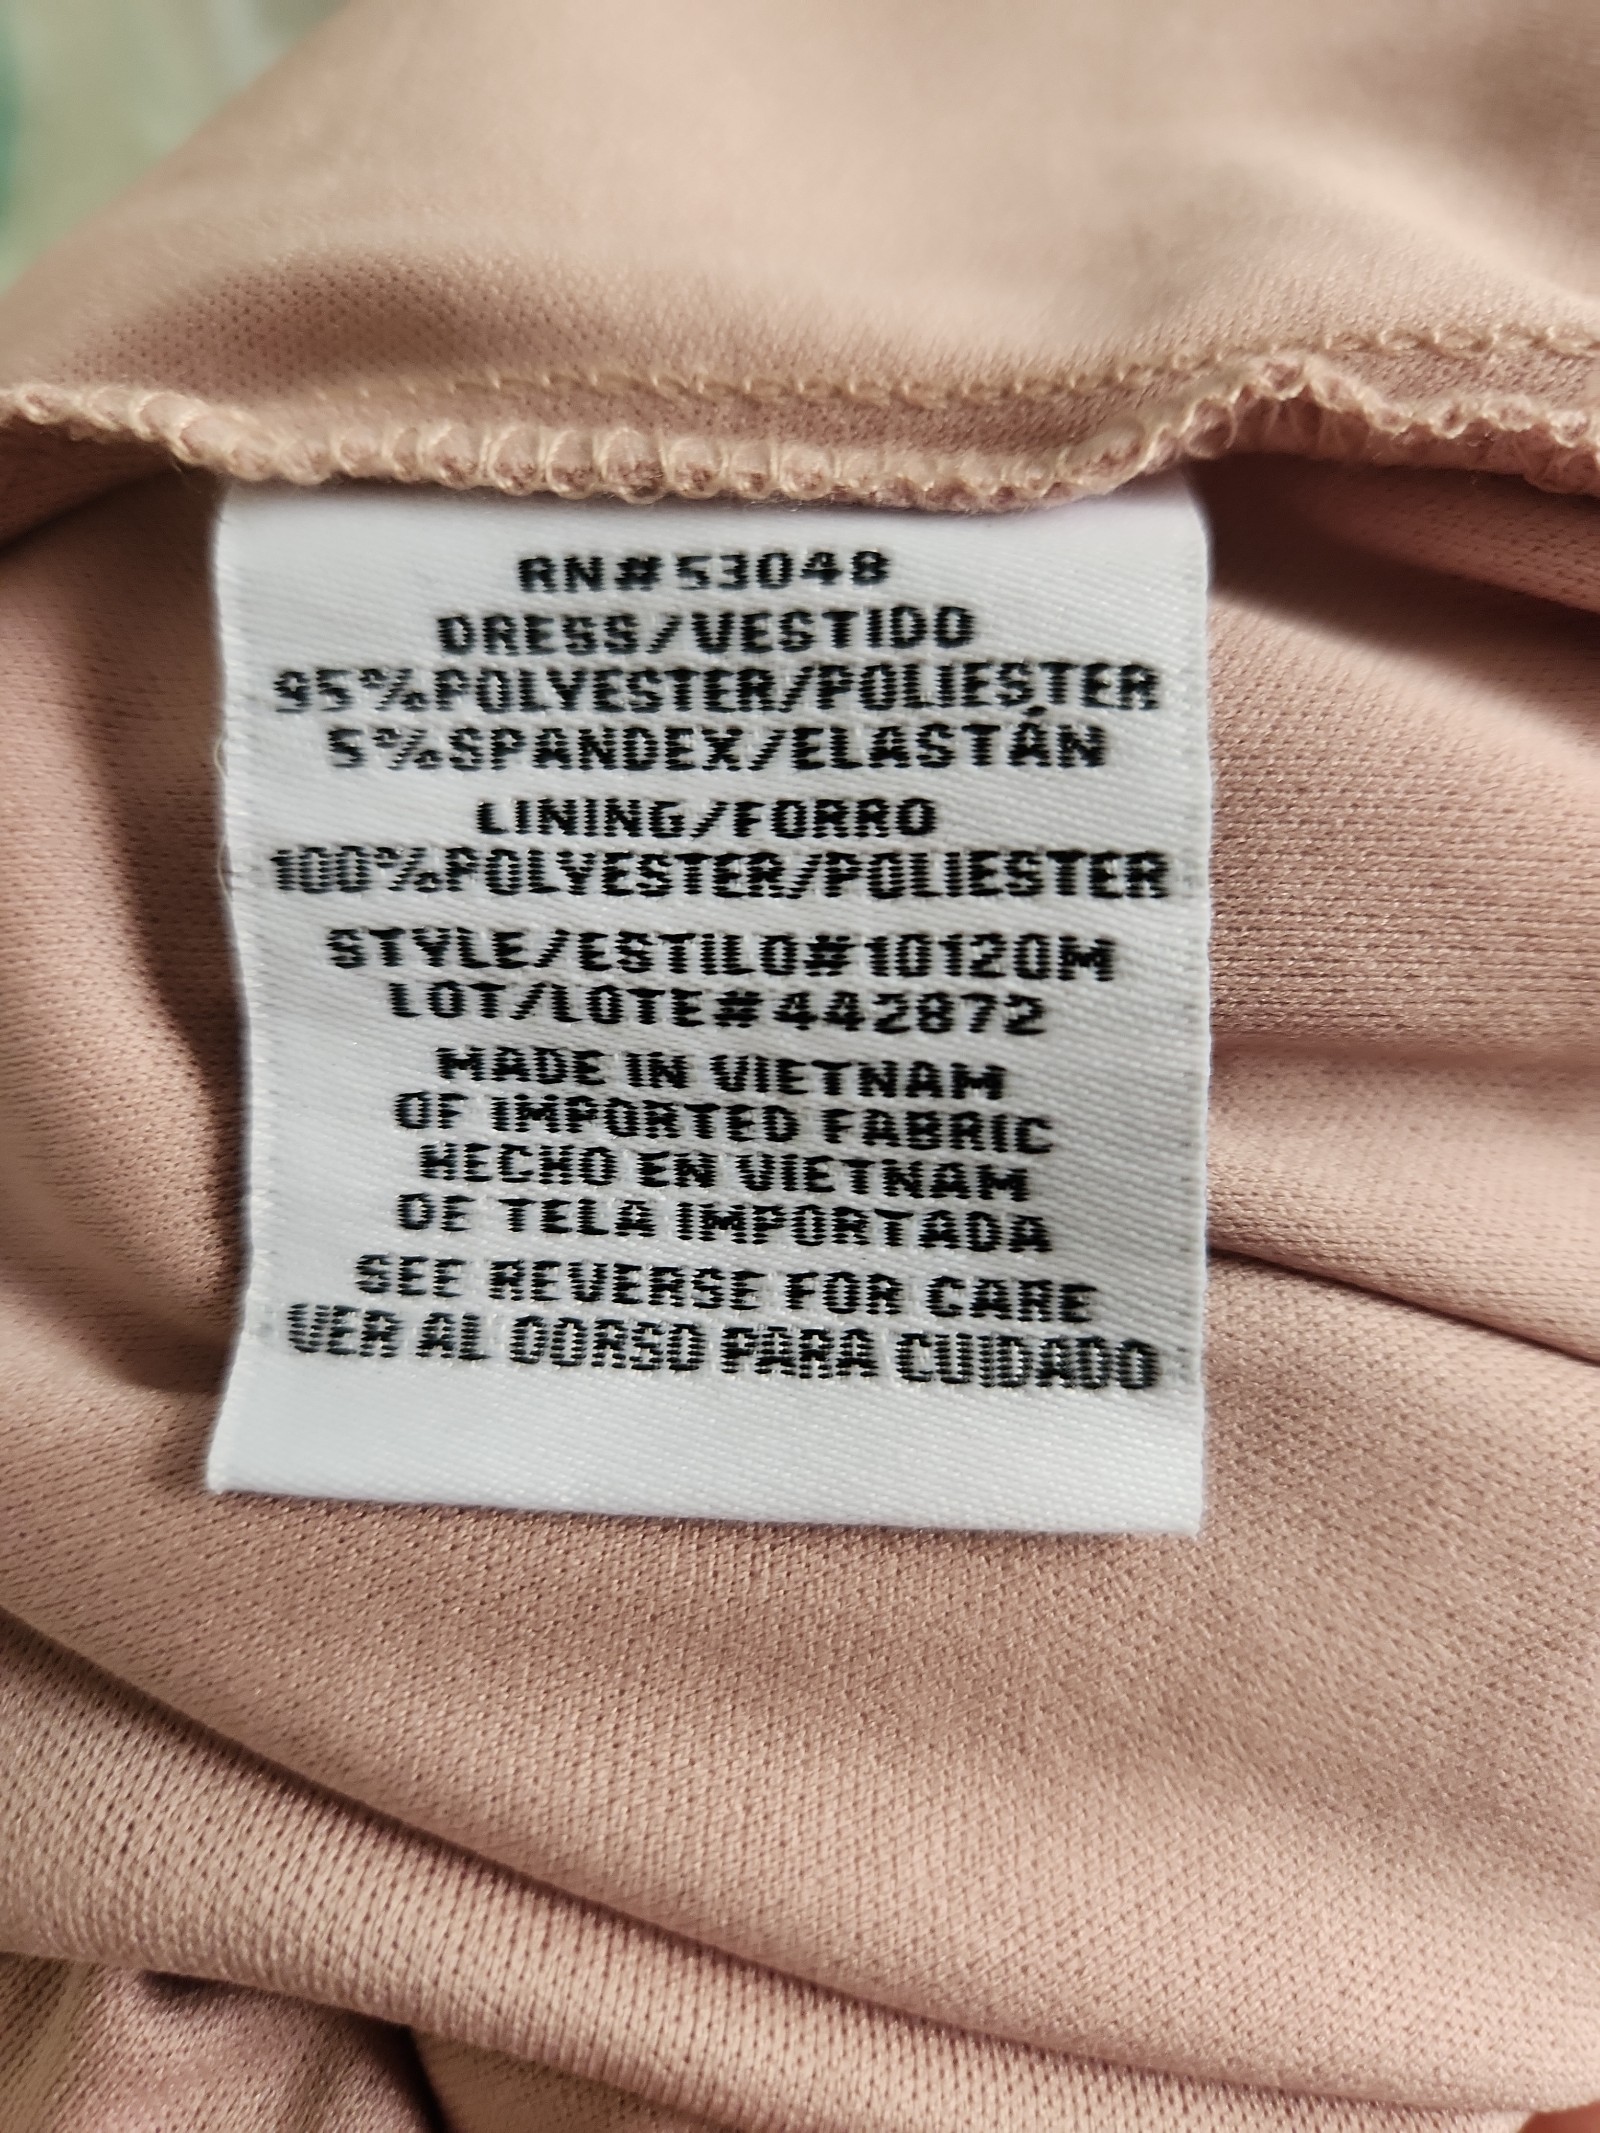 RN#53048
DRESS/VESTIDO
95%POLYESTER/POLIESTER
5%SPANDEX/ELASTÁN
LINING/FORRO
100%POLYESTER/POLIESTER
STYLE/ESTILO#10120M
LOT/LOTE#442872
MADE IN VIETNAM
OF IMPORTED FABRIC
HECHO EN VIETNAM
DE TELA IMPORTADA
SEE REVERSE FOR CARE
VER AL DORSO PARA CUIDADO